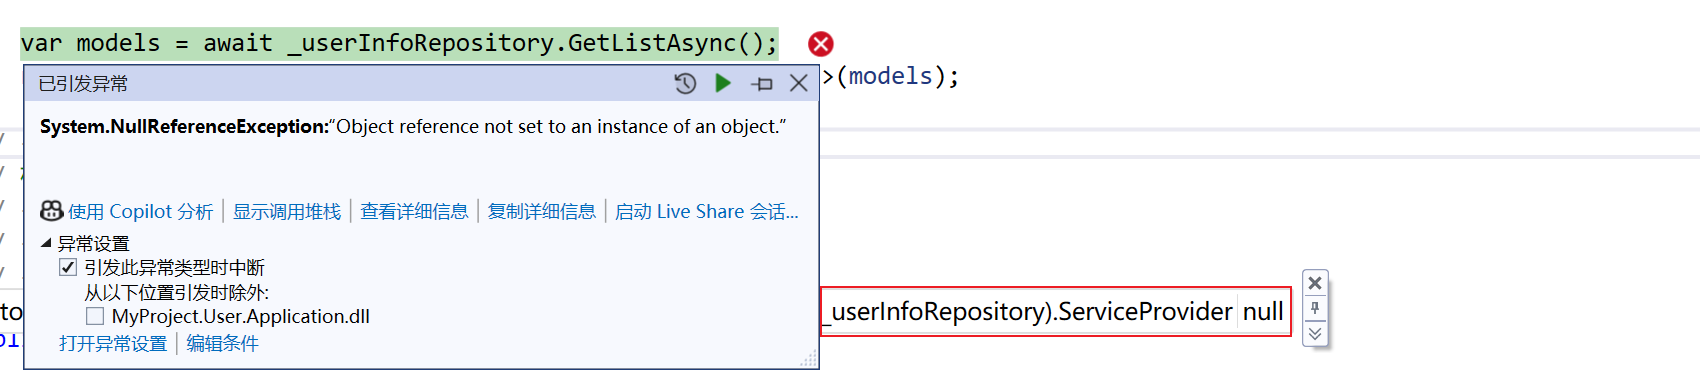 var models = await _userInfoRepository.GetListAsync();
已引发异常
>(models);
System.NullReferenceException:“Object reference not set to an instance of an object.”
使用 Copilot 分析 | 显示调用堆栈 | 查看详细信息 | 复制详细信息 | 启动 Live Share 会话...
异常设置
引发此异常类型时中断
从以下位置引发时除外:
MyProject.User.Application.dll
to
_userInfoRepository).ServiceProvider null
打开异常设置 | 编辑条件